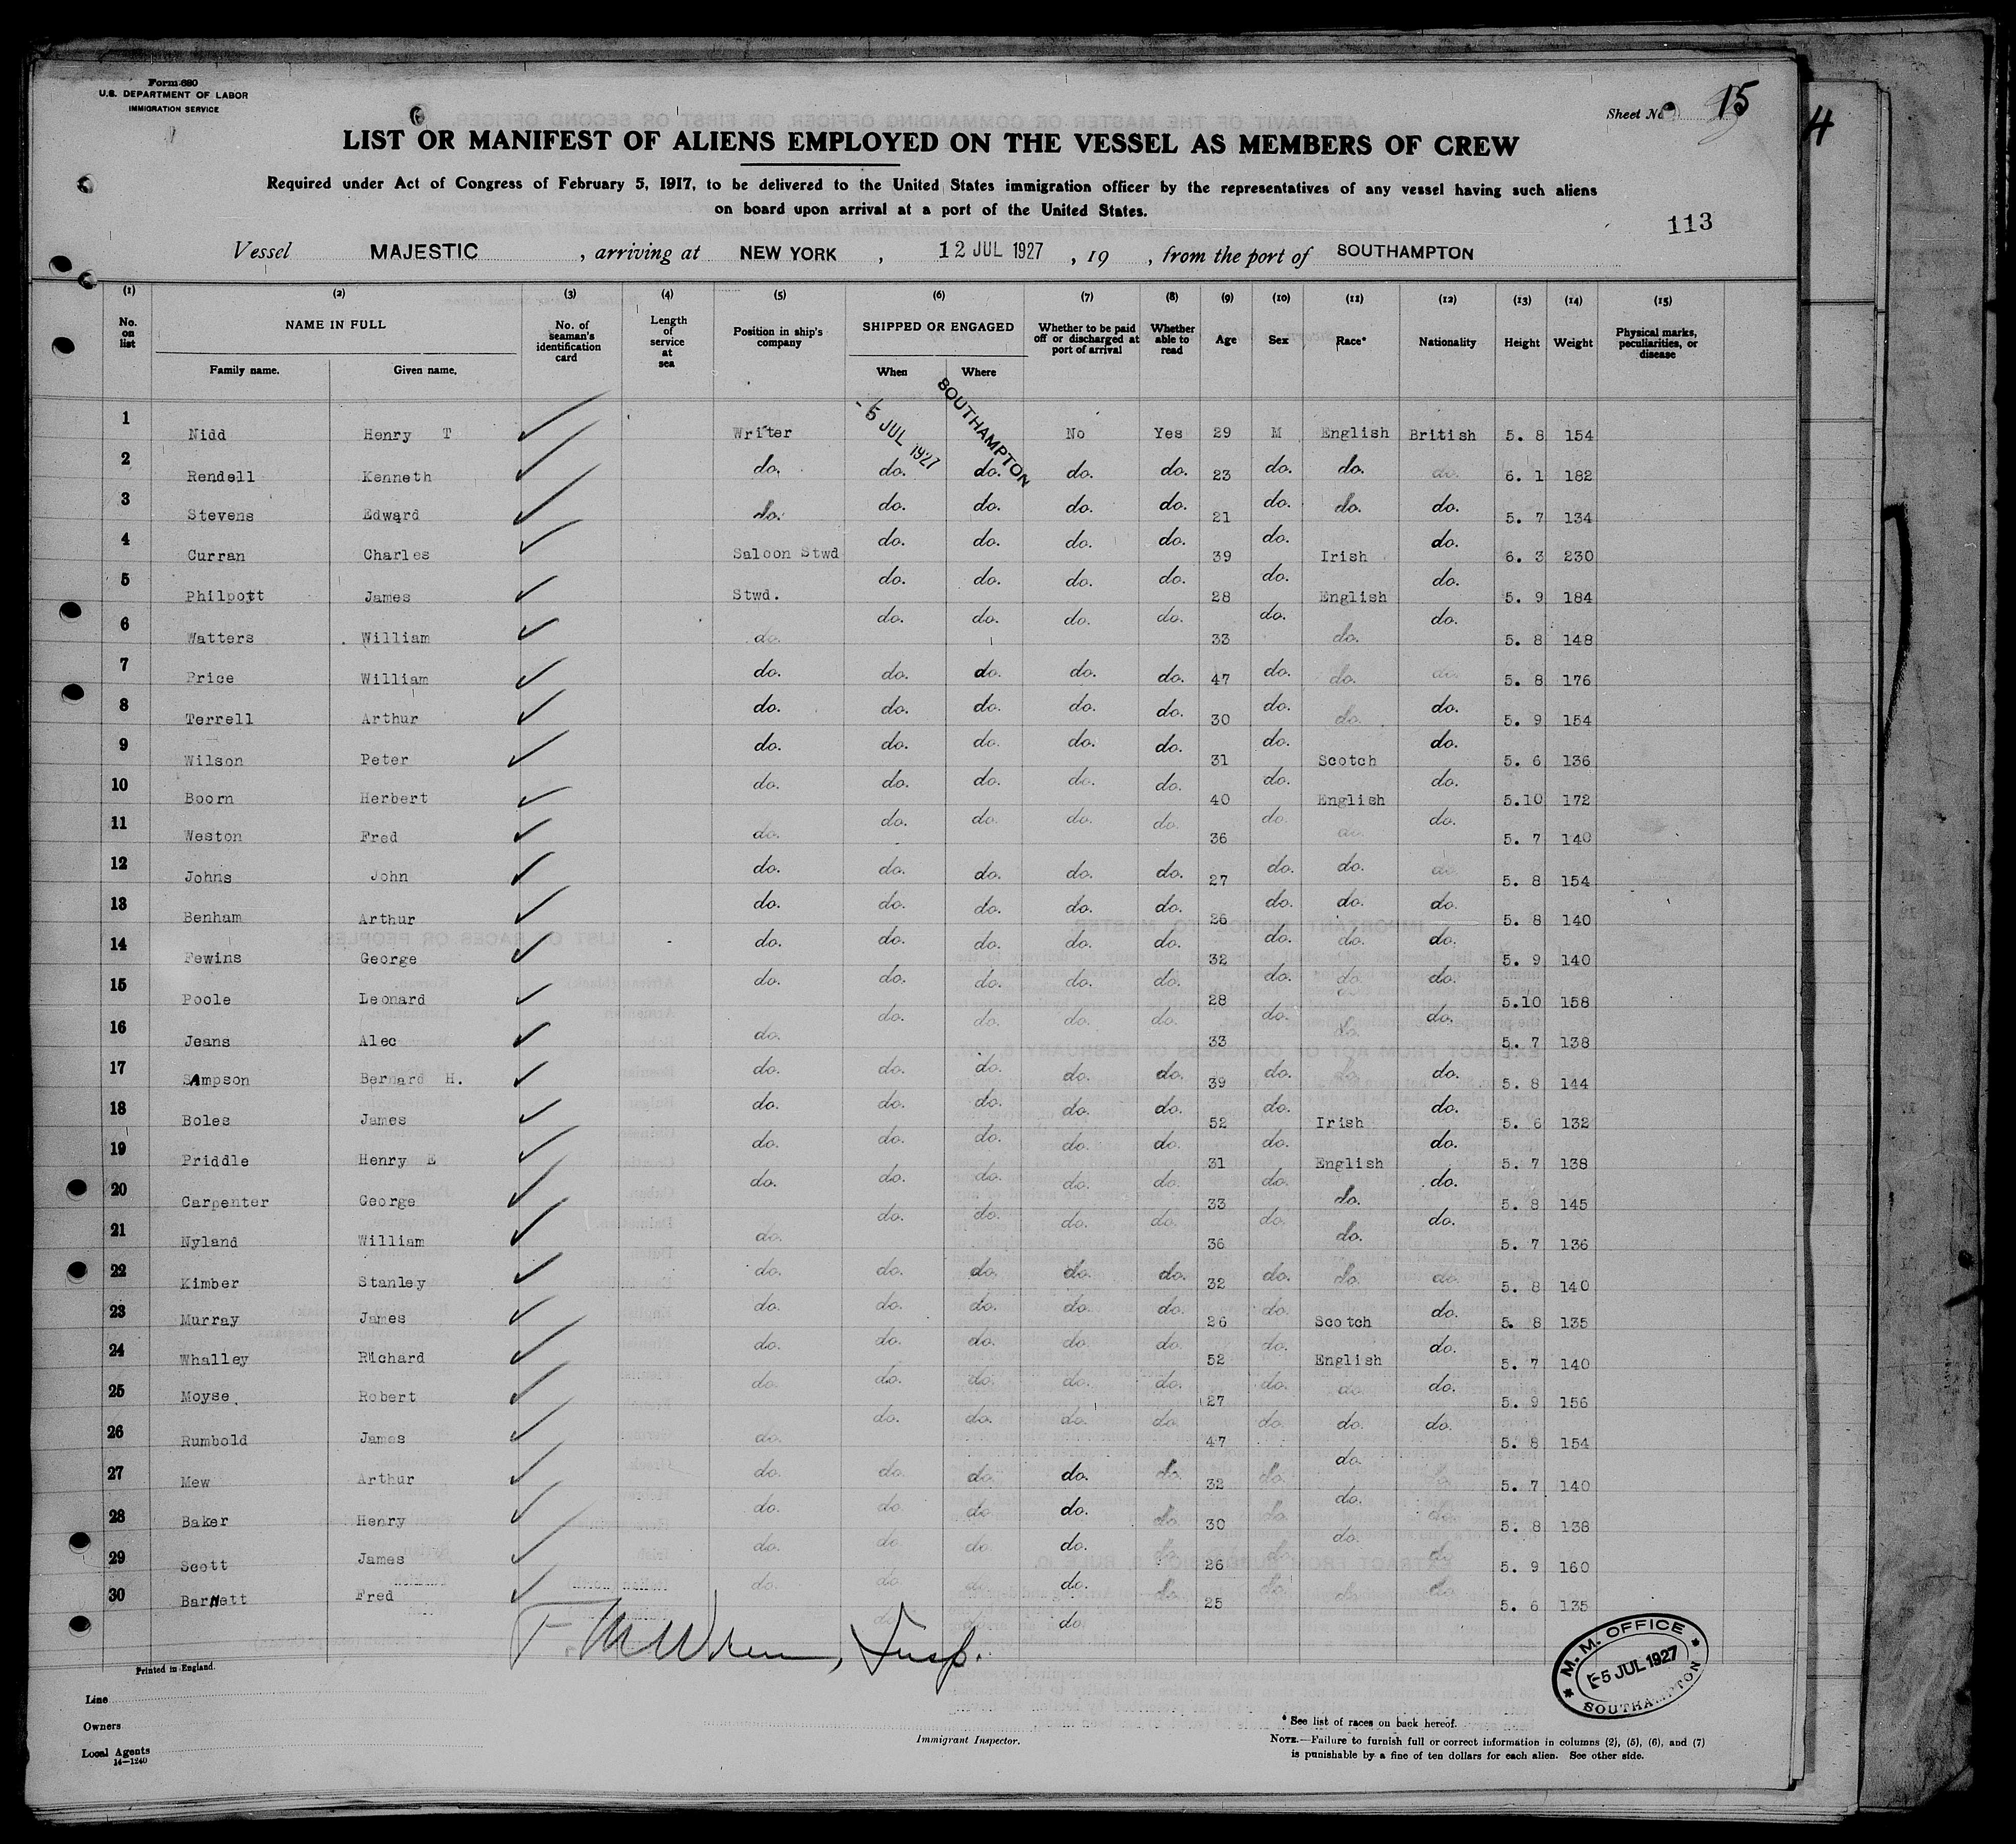 Form 680
U.S. DEPARTMENT OF LABOR
IMMIGRATION SERVICE
Sheet No. 15
4
LIST OR MANIFEST OF ALIENS EMPLOYED ON THE VESSEL AS MEMBERS OF CREW
Required under Act of Congress of February 5, 1917, to be delivered to the United States immigration officer by the representatives of any vessel having such aliens
on board upon arrival at a port of the United States.
113
Vessel MAJESTIC, arriving at NEW YORK, 12 JUL 1927, 19 , from the port of SOUTHAMPTON
(1) (2) (3) (4) (5) (6) (7) (8) (9) (10) (11) (12) (13) (14) (15)
No. on list NAME IN FULL Family name. Given name. No. of seaman's identification card Length of service at sea Position in ship's company SHIPPED OR ENGAGED When Where Whether to be paid off or discharged at port of arrival Whether able to read Age Sex Race* Nationality Height Weight Physical marks, peculiarities, or disease
1 Nidd Henry T Writer -5 JUL 1927 SOUTHAMPTON No Yes 29 M English British 5. 8 154
2 Rendell Kenneth do. do. do. do. do. 23 do. do. do. 6. 1 182
3 Stevens Edward do. do. do. do. do. 21 do. do. do. 5. 7 134
4 Curran Charles Saloon Stwd do. do. do. do. 39 do. Irish do. 6. 3 230
5 Philpott James Stwd. do. do. do. do. 28 do. English do. 5. 9 184
6 Watters William do. do. do. do. do. 33 do. do. do. 5. 8 148
7 Price William do. do. do. do. do. 47 do. do. do. 5. 8 176
8 Terrell Arthur do. do. do. do. do. 30 do. do. do. 5. 9 154
9 Wilson Peter do. do. do. do. do. 31 do. Scotch do. 5. 6 136
10 Boorn Herbert do. do. do. do. do. 40 do. English do. 5.10 172
11 Weston Fred do. do. do. do. do. 36 do. do. do. 5. 7 140
12 Johns John do. do. do. do. do. 27 do. do. do. 5. 8 154
13 Benham Arthur do. do. do. do. do. 26 do. do. do. 5. 8 140
14 Fewins George do. do. do. do. do. 32 do. do. do. 5. 9 140
15 Poole Leonard do. do. do. do. do. 28 do. do. do. 5.10 158
16 Jeans Alec do. do. do. do. do. 33 do. do. do. 5. 7 138
17 SAmpson Bernard H. do. do. do. do. do. 39 do. do. do. 5. 8 144
18 Boles James do. do. do. do. do. 52 do. Irish do. 5. 6 132
19 Priddle Henry E do. do. do. do. do. 31 do. English do. 5. 7 138
20 Carpenter George do. do. do. do. do. 33 do. do. do. 5. 8 145
21 Nyland William do. do. do. do. do. 36 do. do. do. 5. 7 136
22 Kimber Stanley do. do. do. do. do. 32 do. do. do. 5. 8 140
23 Murray James do. do. do. do. do. 26 do. Scotch do. 5. 8 135
24 Whalley Richard do. do. do. do. do. 52 do. English do. 5. 7 140
25 Moyse Robert do. do. do. do. do. 27 do. do. do. 5. 9 156
26 Rumbold James do. do. do. do. do. 47 do. do. do. 5. 8 154
27 Mew Arthur do. do. do. do. do. 32 do. do. do. 5. 7 140
28 Baker Henry do. do. do. do. do. 30 do. do. do. 5. 8 138
29 Scott James do. do. do. do. do. 26 do. do. do. 5. 9 160
30 BarNett Fred do. do. do. do. do. 25 do. do. do. 5. 6 135
do. do. do.
Insp.
Printed in England.
M. M. OFFICE
5 JUL 1927
SOUTHAMPTON
Line
Owners
Local Agents
14—1240
Immigrant Inspector.
* See list of races on back hereof.
NOTE.—Failure to furnish full or correct information in columns (2), (5), (6), and (7)
is punishable by a fine of ten dollars for each alien. See other side.